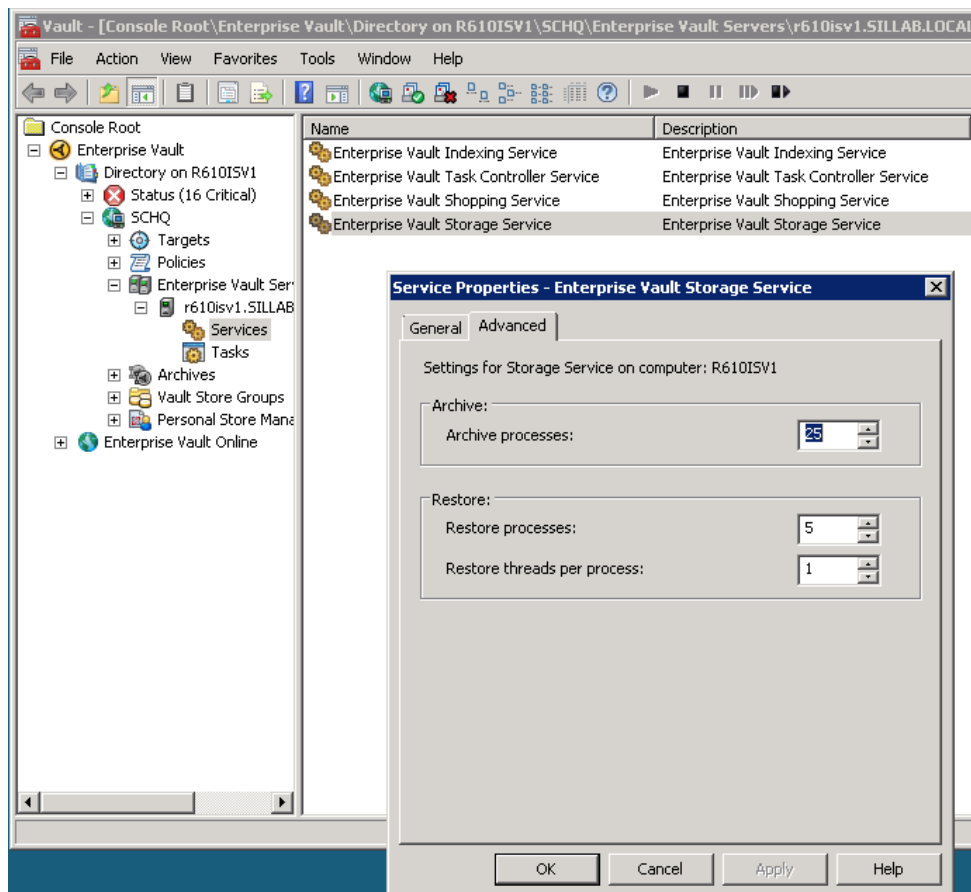 Vault - [Console Root\Enterprise Vault\Directory on R610ISV1\SCHQ\Enterprise Vault Servers\r610isv1.SILLAB.LOCAL
File Action View Favorites Tools Window Help
Console Root
Enterprise Vault
Directory on R610ISV1
Status (16 Critical)
SCHQ
Targets
Policies
Enterprise Vault Ser
r610isv1.SILLAB
Services
Tasks
Archives
Vault Store Groups
Personal Store Mana
Enterprise Vault Online
Name Description
Enterprise Vault Indexing Service Enterprise Vault Indexing Service
Enterprise Vault Task Controller Service Enterprise Vault Task Controller Service
Enterprise Vault Shopping Service Enterprise Vault Shopping Service
Enterprise Vault Storage Service Enterprise Vault Storage Service
Service Properties - Enterprise Vault Storage Service
General Advanced
Settings for Storage Service on computer: R610ISV1
Archive:
Archive processes: 25
Restore:
Restore processes: 5
Restore threads per process: 1
OK Cancel Apply Help